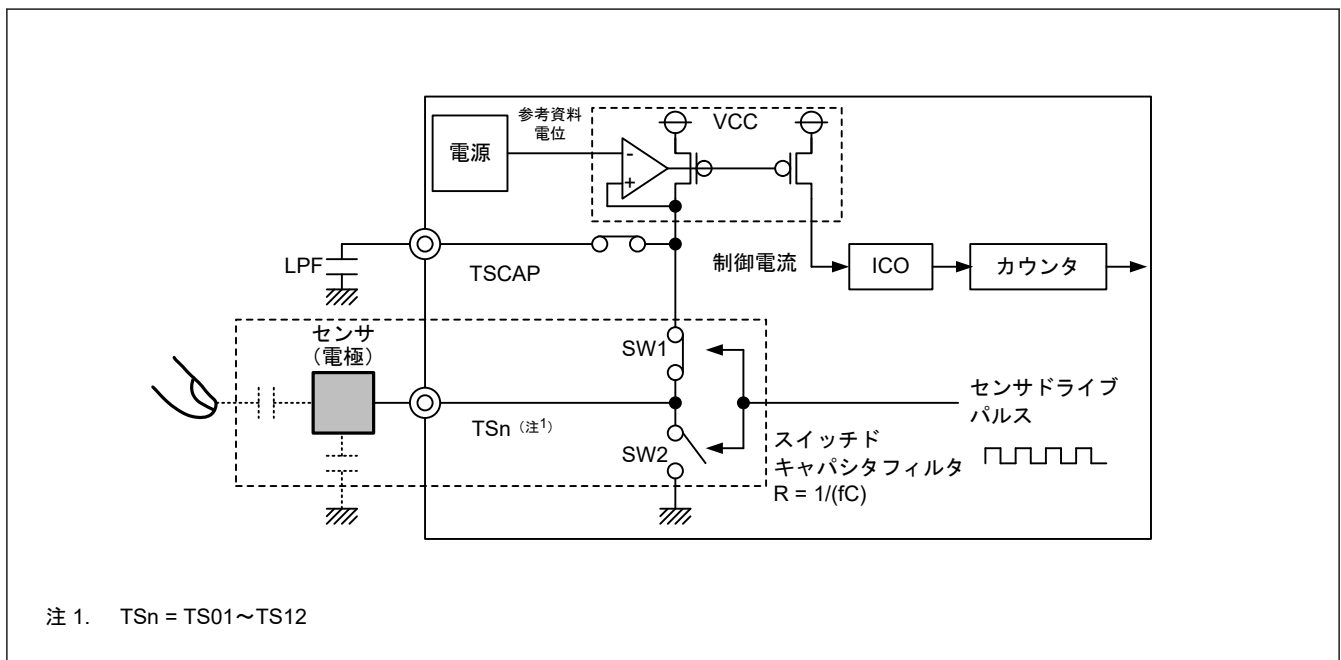 参考資料
電位
VCC
電源
-
+
LPF
TSCAP
制御電流
ICO
カウンタ
センサ
(電極)
SW1
センサドライブ
パルス
TSn (注1)
SW2
スイッチド
キャパシタフィルタ
R = 1/(fC)
注 1. TSn = TS01~TS12